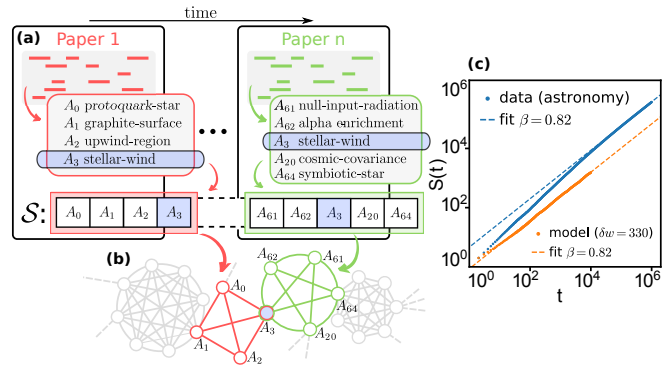 time
(a)
Paper 1
Paper n
A0 protoquark-star
A1 graphite-surface
A2 upwind-region
A3 stellar-wind
...
A61 null-input-radiation
A62 alpha enrichment
A3 stellar-wind
A20 cosmic-covariance
A64 symbiotic-star
S: A0 A1 A2 A3 A61 A62 A3 A20 A64
(b)
A0
A1
A2
A3
A62
A61
A64
A20
(c)
S(t)
10^6
10^4
10^2
10^0
data (astronomy)
fit β = 0.82
model (δw = 330)
fit β = 0.82
10^0 10^2 10^4 10^6
t